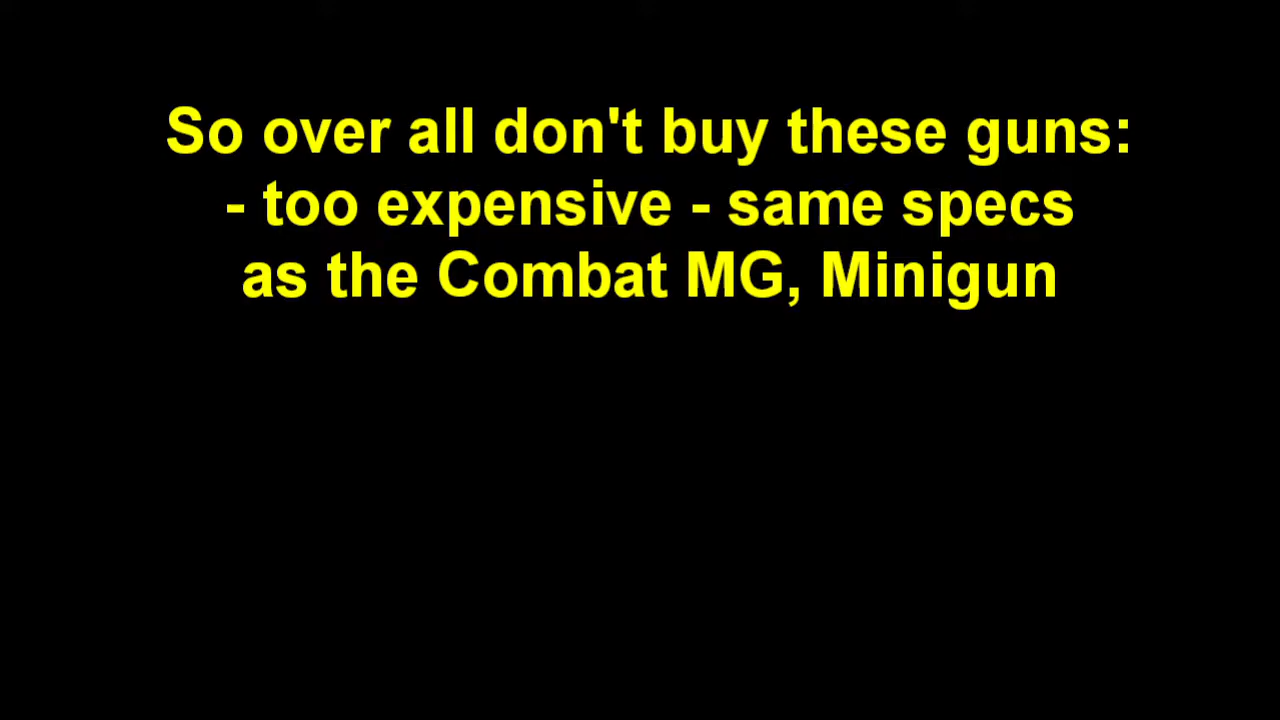 So over all don't buy these guns:
- too expensive - same specs
as the Combat MG, Minigun